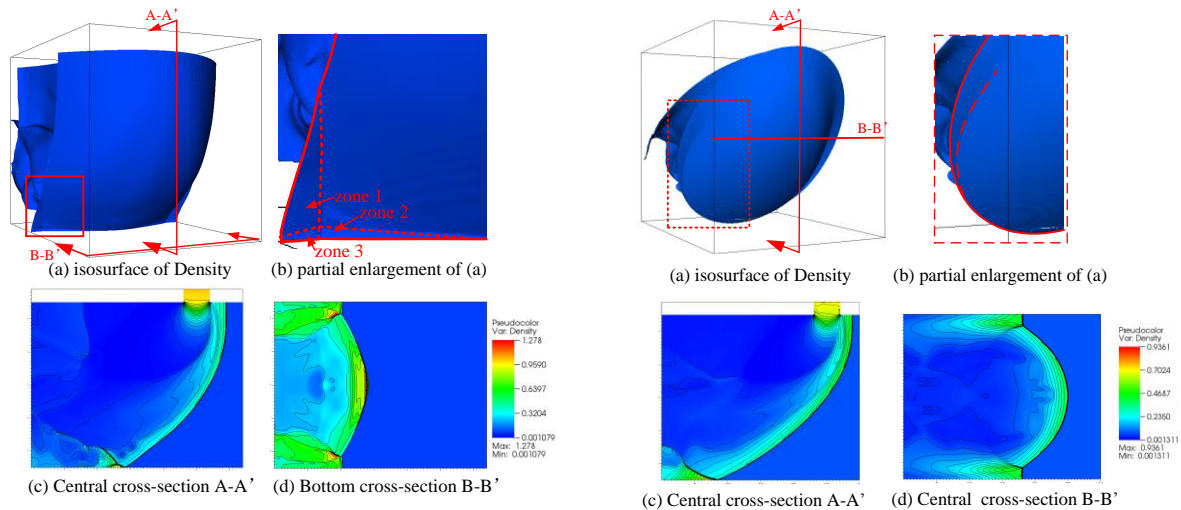 A-A’
B-B’
(a) isosurface of Density
zone 1
zone 2
zone 3
(b) partial enlargement of (a)
(c) Central cross-section A-A’
Pseudocolor
Var: Density
1.278
0.9590
0.6397
0.3204
0.001079
Max: 1.278
Min: 0.001079
(d) Bottom cross-section B-B’
A-A’
B-B’
(a) isosurface of Density
(b) partial enlargement of (a)
(c) Central cross-section A-A’
Pseudocolor
Var: Density
0.9361
0.7024
0.4687
0.2350
0.001311
Max: 0.9361
Min: 0.001311
(d) Central cross-section B-B’